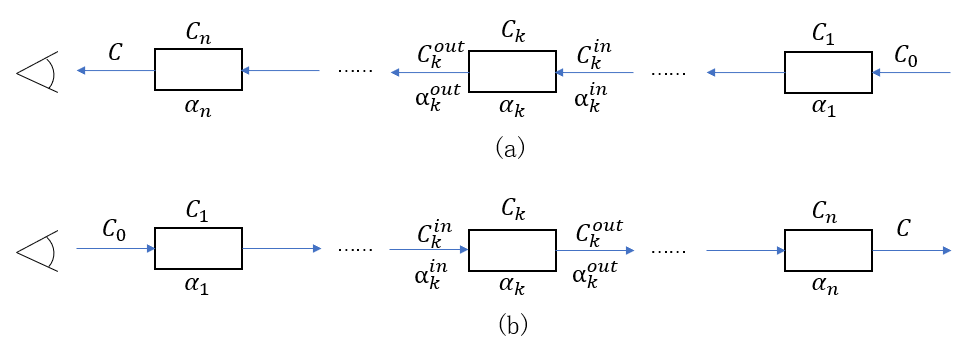 C_n C_k C_1
C C_k^{out} C_k^{in} C_0
...... ......
α_k^{out} α_k^{in}
α_n α_k α_1
(a)
C_1 C_k C_n
C_0 C_k^{in} C_k^{out} C
...... ......
α_k^{in} α_k^{out}
α_1 α_k α_n
(b)